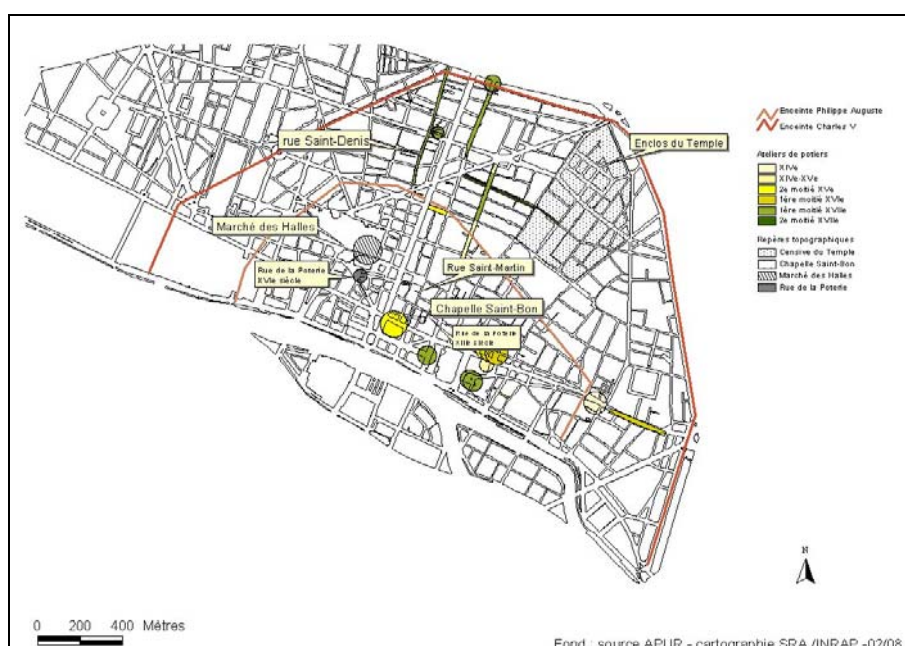 rue Saint-Denis
Enclos du Temple
Marché des Halles
Rue de la Poterie
XVIe siècle
Rue Saint-Martin
Chapelle Saint-Bon
Rue de la Poterie
XIIIe siècle
Enceinte Philippe Auguste
Enceinte Charles V
Ateliers de potiers
XIVe
XIVe-XVe
2e moitié XVe
1ère moitié XVIe
1ère moitié XVIIe
2e moitié XVIIe
Repères topographiques
Censive du Temple
Chapelle Saint-Bon
Marché des Halles
Rue de la Poterie
N
0 200 400 Mètres
Fond : source APUR - cartographie SRA /INRAP -02/08